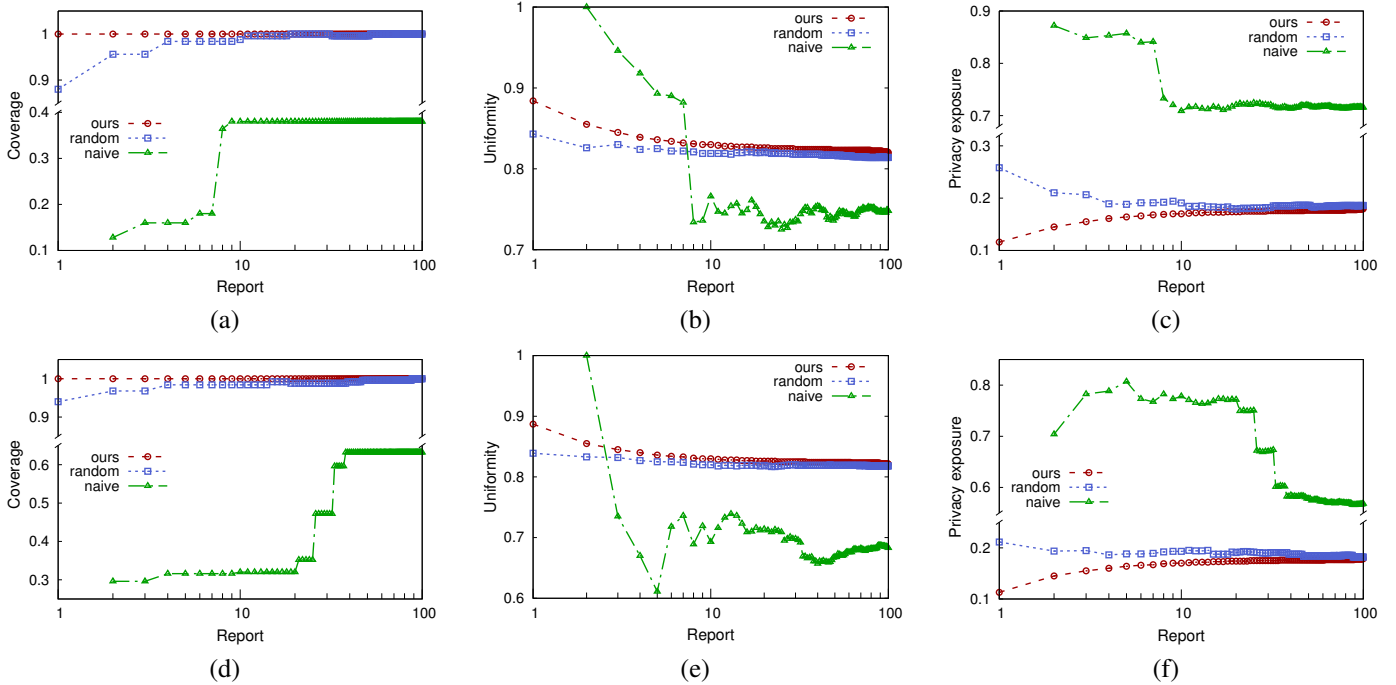 1
0.9
0.4
0.3
0.2
0.1
Coverage
ours
random
naive
1
10
100
Report
(a)
1
0.9
0.8
0.7
Uniformity
ours
random
naive
1
10
100
Report
(b)
0.9
0.8
0.7
0.3
0.2
0.1
Privacy exposure
ours
random
naive
1
10
100
Report
(c)
1
0.9
0.6
0.5
0.4
0.3
Coverage
ours
random
naive
1
10
100
Report
(d)
1
0.9
0.8
0.7
0.6
Uniformity
ours
random
naive
1
10
100
Report
(e)
0.8
0.7
0.6
0.2
0.1
Privacy exposure
ours
random
naive
1
10
100
Report
(f)